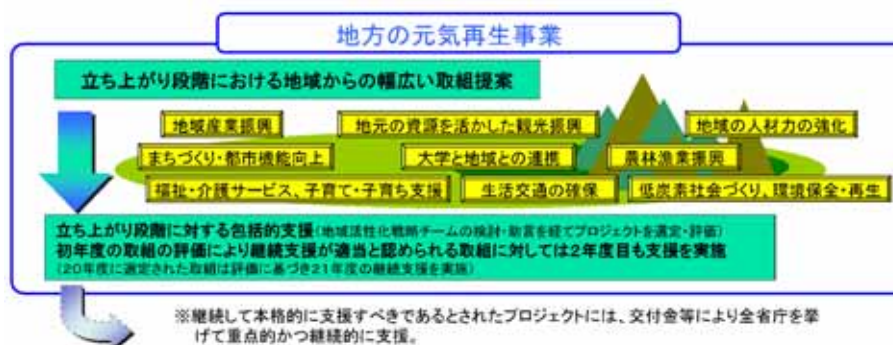 地方の元気再生事業
立ち上がり段階における地域からの幅広い取組提案
地域産業振興
地元の資源を活かした観光振興
地域の人材力の強化
まちづくり・都市機能向上
大学と地域との連携
農林漁業振興
福祉・介護サービス、子育て・子育ち支援
生活交通の確保
低炭素社会づくり、環境保全・再生
立ち上がり段階に対する包括的支援(地域活性化戦略チームの検討・助言を経てプロジェクトを選定・評価)
初年度の取組の評価により継続支援が適当と認められる取組に対しては2年度目も支援を実施
(20年度に選定された取組は評価に基づき21年度の継続支援を実施)
※継続して本格的に支援すべきであるとされたプロジェクトには、交付金等により全省庁を挙
げて重点的かつ継続的に支援。